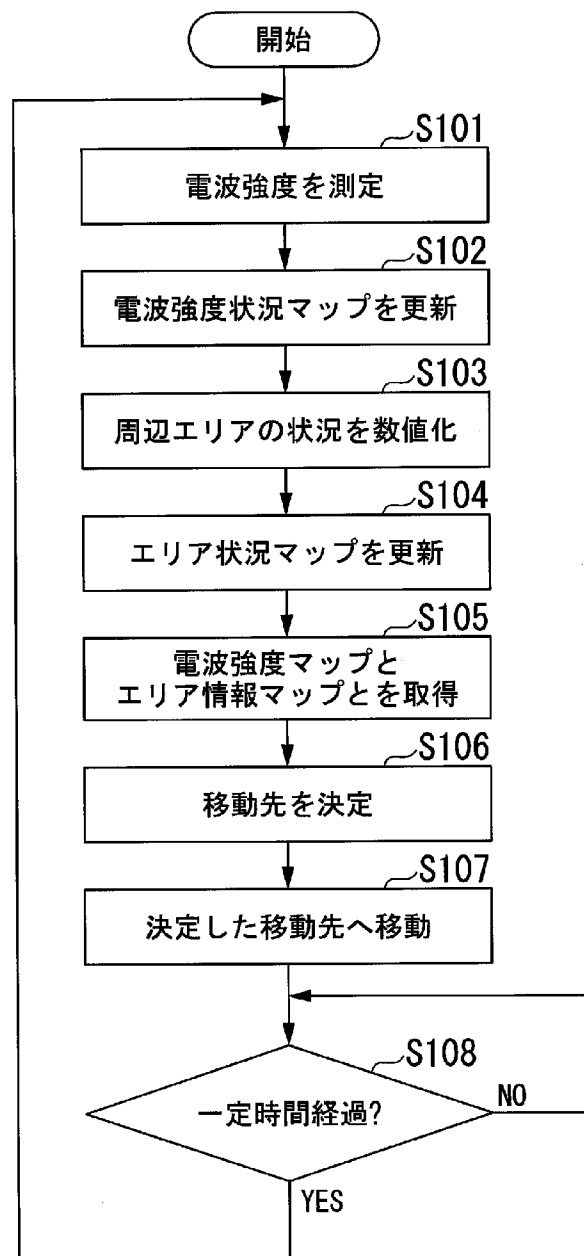 開始
S101
電波強度を測定
S102
電波強度状況マップを更新
S103
周辺エリアの状況を数値化
S104
エリア状況マップを更新
S105
電波強度マップと
エリア情報マップとを取得
S106
移動先を決定
S107
決定した移動先へ移動
S108
一定時間経過?
NO
YES